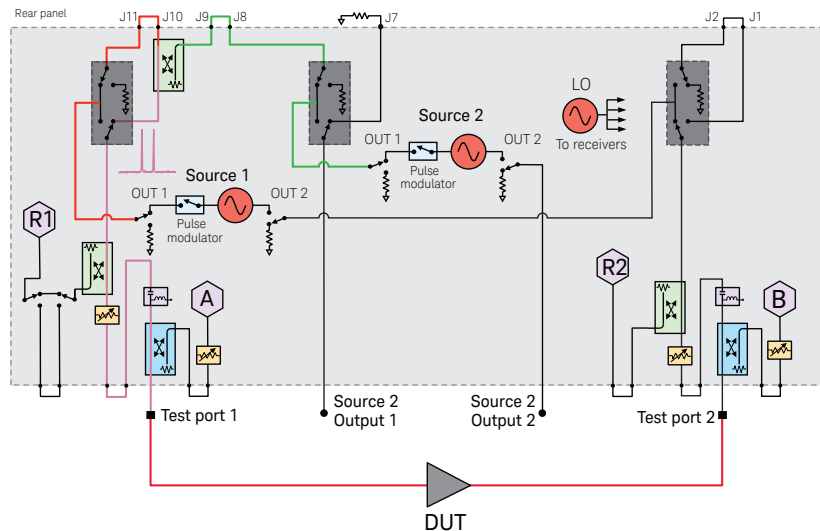 Rear panel
J11
J10
J9
J8
J7
J2
J1
LO
To receivers
Source 2
OUT 1
OUT 2
Pulse
modulator
Source 1
OUT 1
OUT 2
Pulse
modulator
R1
A
R2
B
Test port 1
Source 2
Output 1
Source 2
Output 2
Test port 2
DUT